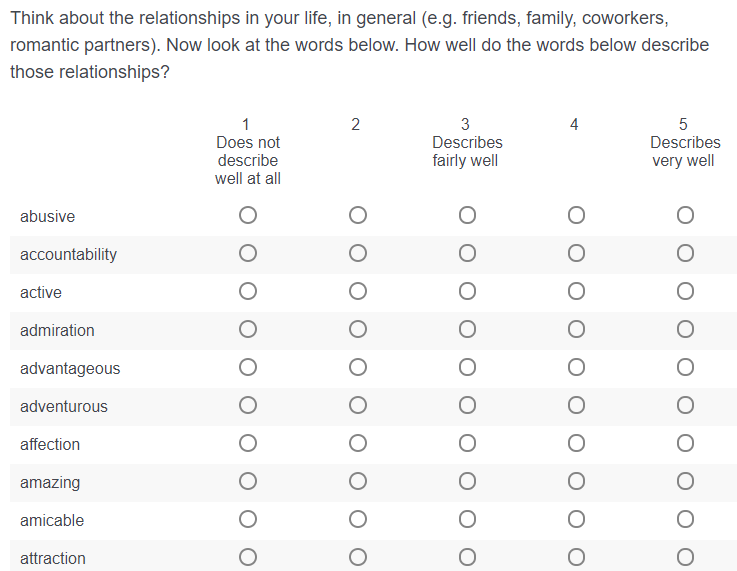 Think about the relationships in your life, in general (e.g. friends, family, coworkers,
romantic partners). Now look at the words below. How well do the words below describe
those relationships?
1 2 3 4 5
Does not Describes Describes
describe fairly well very well
well at all
abusive
accountability
active
admiration
advantageous
adventurous
affection
amazing
amicable
attraction